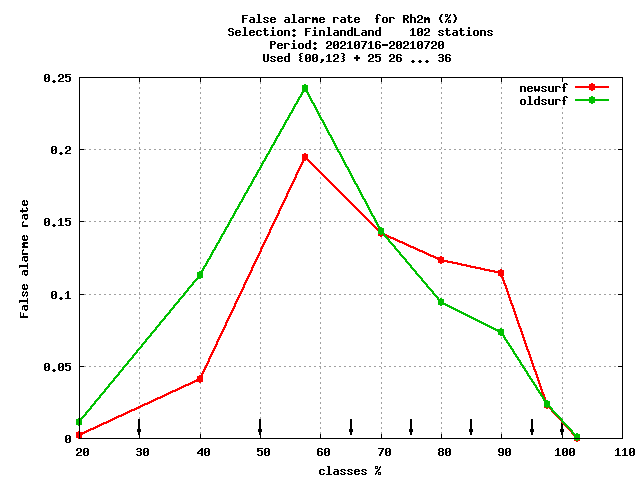 False alarme rate  for Rh2m (%)
Selection: FinlandLand    102 stations
Period: 20210716-20210720
Used {00,12} + 25 26 ... 36
newsurf
oldsurf
False alarme rate
0.25
0.2
0.15
0.1
0.05
0
20 30 40 50 60 70 80 90 100 110
classes %